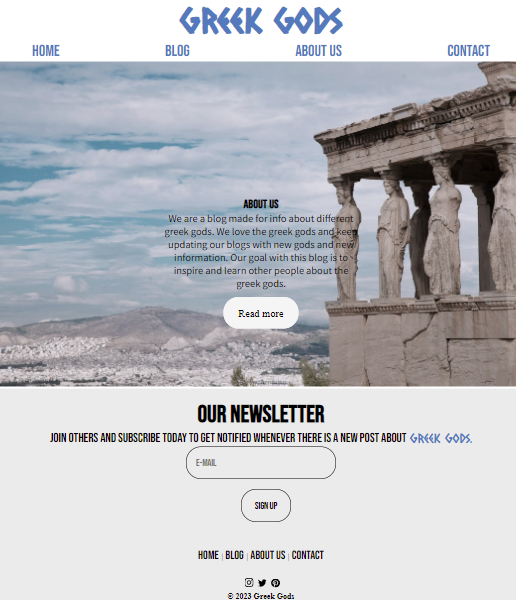 GREEK GODS
HOME BLOG ABOUT US CONTACT
ABOUT US
We are a blog made for info about different
greek gods. We love the greek gods and keep
updating our blogs with new gods and new
information. Our goal with this blog is to
inspire and learn other people about the
greek gods.
Read more
OUR NEWSLETTER
JOIN OTHERS AND SUBSCRIBE TODAY TO GET NOTIFIED WHENEVER THERE IS A NEW POST ABOUT GREEK GODS.
E-MAIL
SIGN UP
HOME | BLOG | ABOUT US | CONTACT
© 2023 Greek Gods